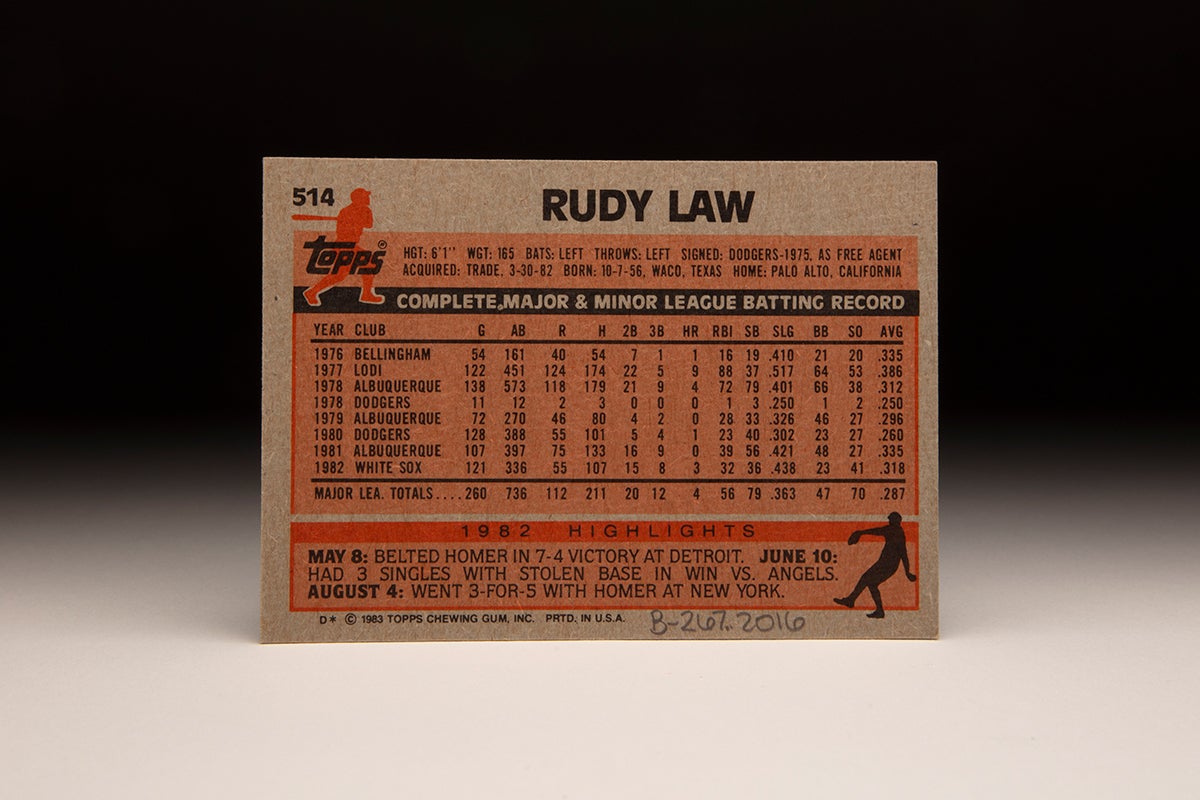 514
RUDY LAW
Topps®
HGT: 6'1" WGT: 165 BATS: LEFT THROWS: LEFT SIGNED: DODGERS-1975, AS FREE AGENT
ACQUIRED: TRADE, 3-30-82 BORN: 10-7-56, WACO, TEXAS HOME: PALO ALTO, CALIFORNIA
COMPLETE MAJOR & MINOR LEAGUE BATTING RECORD
YEAR CLUB G AB R H 2B 3B HR RBI SB SLG BB SO AVG
1976 BELLINGHAM 54 161 40 54 7 1 1 16 19 .410 21 20 .335
1977 LODI 122 451 124 174 22 5 9 88 37 .517 64 53 .386
1978 ALBUQUERQUE 138 573 118 179 21 9 4 72 79 .401 66 38 .312
1978 DODGERS 11 12 2 3 0 0 0 1 3 .250 1 2 .250
1979 ALBUQUERQUE 72 270 46 80 4 2 0 28 33 .326 46 27 .296
1980 DODGERS 128 388 55 101 5 4 1 23 40 .302 23 27 .260
1981 ALBUQUERQUE 107 397 75 133 16 9 0 39 56 .421 48 27 .335
1982 WHITE SOX 121 336 55 107 15 8 3 32 36 .438 23 41 .318
MAJOR LEA. TOTALS.... 260 736 112 211 20 12 4 56 79 .363 47 70 .287
1982 HIGHLIGHTS
MAY 8: BELTED HOMER IN 7-4 VICTORY AT DETROIT. JUNE 10:
HAD 3 SINGLES WITH STOLEN BASE IN WIN VS. ANGELS.
AUGUST 4: WENT 3-FOR-5 WITH HOMER AT NEW YORK.
D* © 1983 TOPPS CHEWING GUM, INC. PRTD. IN U.S.A.
B-267.2016